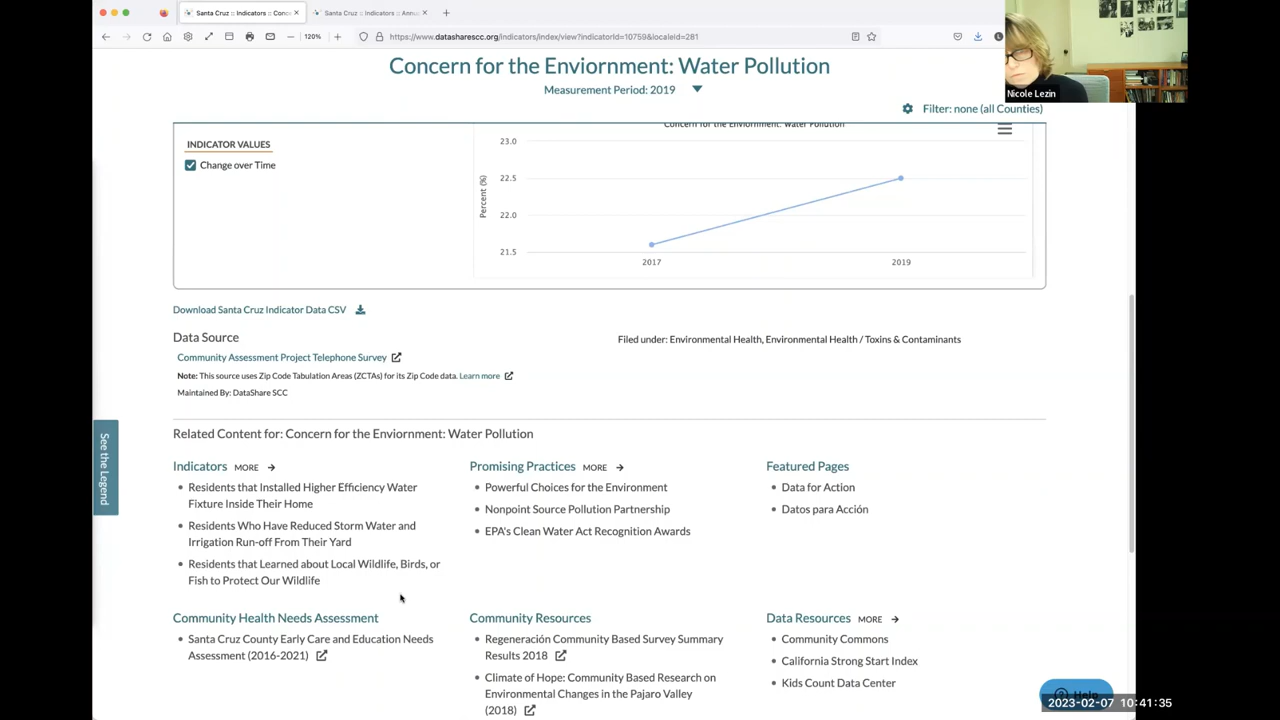 Santa Cruz :: Indicators :: Conc
Santa Cruz :: Indicators :: Annu
120%
https://www.datasharescc.org/indicators/index/view?indicatorId=10759&localeId=281
Nicole Lezin
Concern for the Enviornment: Water Pollution
Measurement Period: 2019
Filter: none (all Counties)
Concern for the Enviornment: Water Pollution
INDICATOR VALUES
Change over Time
Percent (%)
23.0
22.5
22.0
21.5
2017
2019
Download Santa Cruz Indicator Data CSV
Data Source
Filed under: Environmental Health, Environmental Health / Toxins & Contaminants
Community Assessment Project Telephone Survey
Note: This source uses Zip Code Tabulation Areas (ZCTAs) for its Zip Code data. Learn more
Maintained By: DataShare SCC
See the Legend
Related Content for: Concern for the Enviornment: Water Pollution
Indicators MORE
Residents that Installed Higher Efficiency Water
Fixture Inside Their Home
Residents Who Have Reduced Storm Water and
Irrigation Run-off From Their Yard
Residents that Learned about Local Wildlife, Birds, or
Fish to Protect Our Wildlife
Promising Practices MORE
Powerful Choices for the Environment
Nonpoint Source Pollution Partnership
EPA's Clean Water Act Recognition Awards
Featured Pages
Data for Action
Datos para Acción
Community Health Needs Assessment
Santa Cruz County Early Care and Education Needs
Assessment (2016-2021)
Community Resources
Regeneración Community Based Survey Summary
Results 2018
Climate of Hope: Community Based Research on
Environmental Changes in the Pajaro Valley
(2018)
Data Resources MORE
Community Commons
California Strong Start Index
Kids Count Data Center
Help
2023-02-07 10:41:35